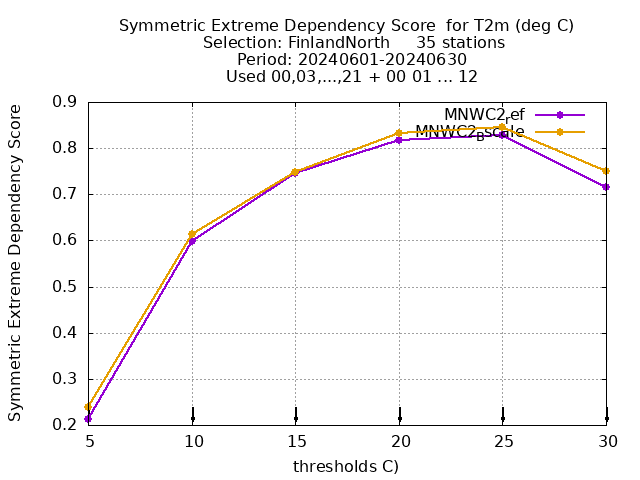 Symmetric Extreme Dependency Score for T2m (deg C)
Selection: FinlandNorth 35 stations
Period: 20240601-20240630
Used 00,03,...,21 + 00 01 ... 12
Symmetric Extreme Dependency Score
0.9
0.8
0.7
0.6
0.5
0.4
0.3
0.2
MNWC2ref
MNWC2Bscale
5 10 15 20 25 30
thresholds C)